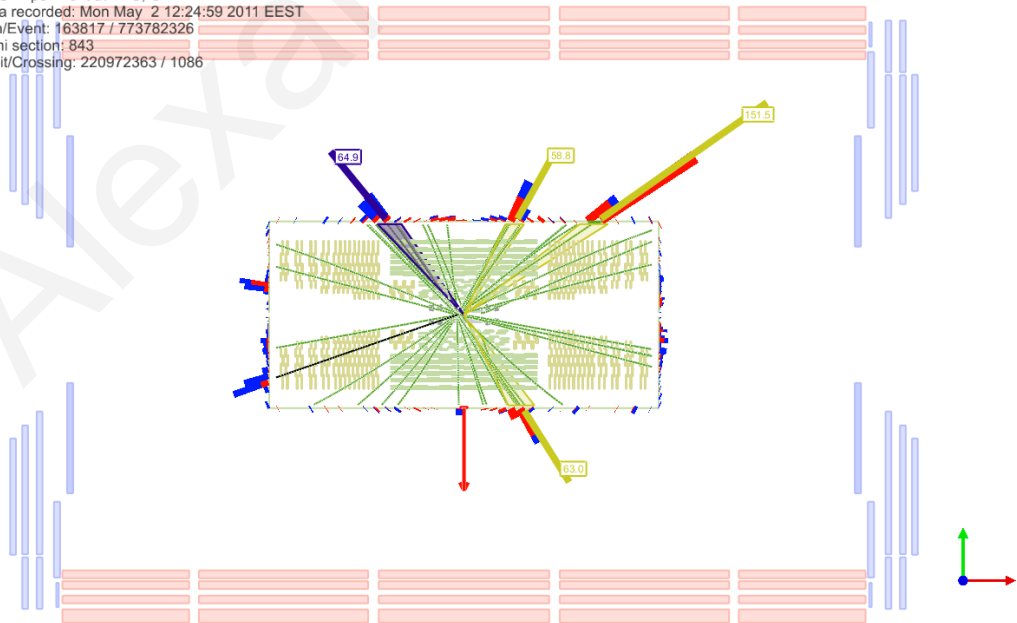 a recorded: Mon May 2 12:24:59 2011 EEST
/Event: 163817 / 773782326
section: 843
it/Crossing: 220972363 / 1086
151.5
64.9
58.8
63.0
Alexa